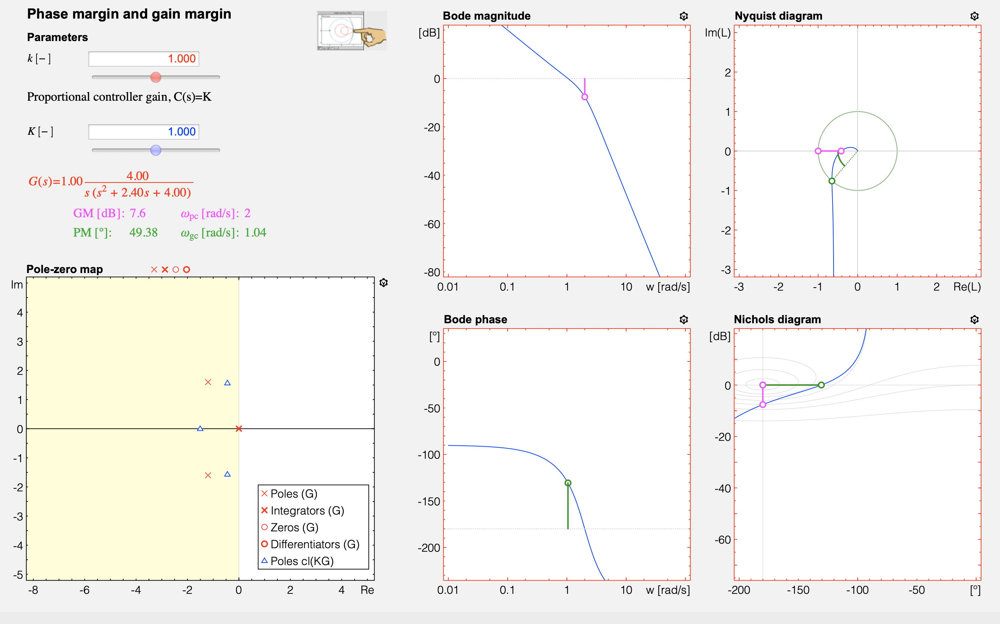 Phase margin and gain margin
Parameters
k [−]
1.000
Proportional controller gain, C(s)=K
K [−]
1.000
G(s)=1.00 4.00
s (s² + 2.40s + 4.00)
GM [dB]: 7.6 ωpc [rad/s]: 2
PM [°]: 49.38 ωgc [rad/s]: 1.04
Pole-zero map
Im
4
3
2
1
0
-1
-2
-3
-4
-5
-8 -6 -4 -2 0 2 4 Re
Poles (G)
Integrators (G)
Zeros (G)
Differentiators (G)
Poles cl(KG)
Bode magnitude
[dB]
0
-20
-40
-60
-80
0.01 0.1 1 10 w [rad/s]
Nyquist diagram
Im(L)
2
1
0
-1
-2
-3
-3 -2 -1 0 1 2 Re(L)
Bode phase
[°]
0
-50
-100
-150
-200
0.01 0.1 1 10 w [rad/s]
Nichols diagram
[dB]
0
-20
-40
-60
-200 -150 -100 -50 [°]